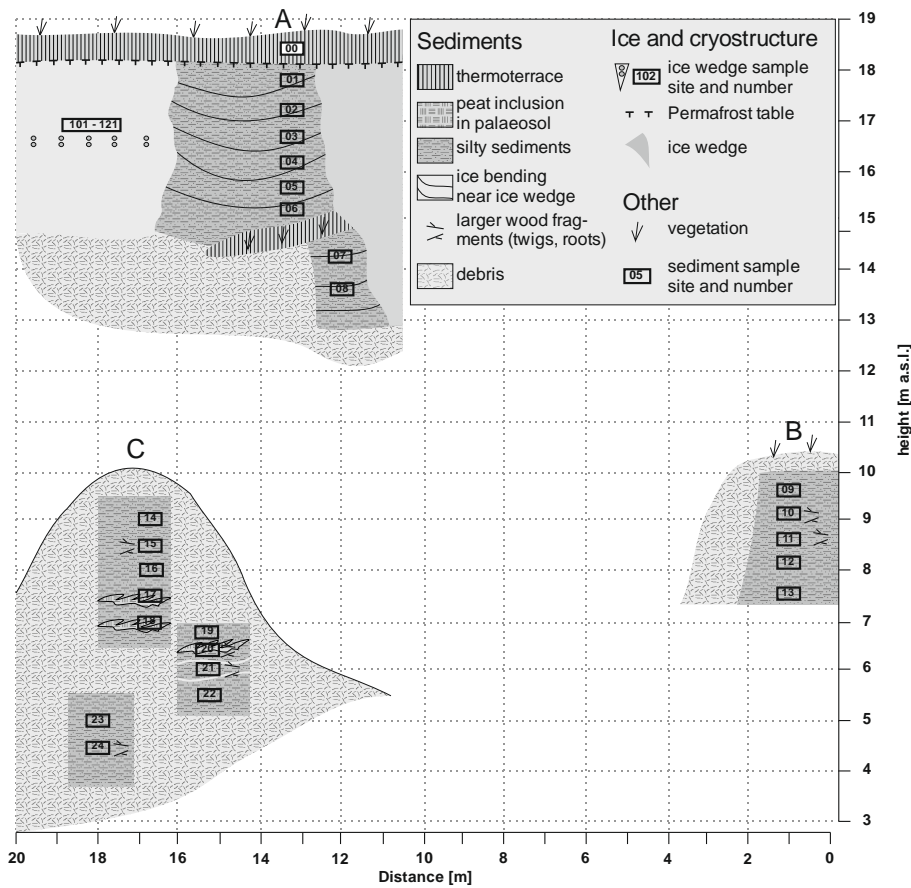 A
00
01
02
03
04
05
06
07
08
101 - 121
Sediments
thermoterrace
peat inclusion
in palaeosol
silty sediments
ice bending
near ice wedge
larger wood frag-
ments (twigs, roots)
debris
Ice and cryostructure
102
ice wedge sample
site and number
Permafrost table
ice wedge
Other
vegetation
05
sediment sample
site and number
B
09
10
11
12
13
C
14
15
16
17
18
19
20
21
22
23
24
19
18
17
16
15
14
13
12
11
10
9
8
7
6
5
4
3
height [m a.s.l.]
20
18
16
14
12
10
8
6
4
2
0
Distance [m]